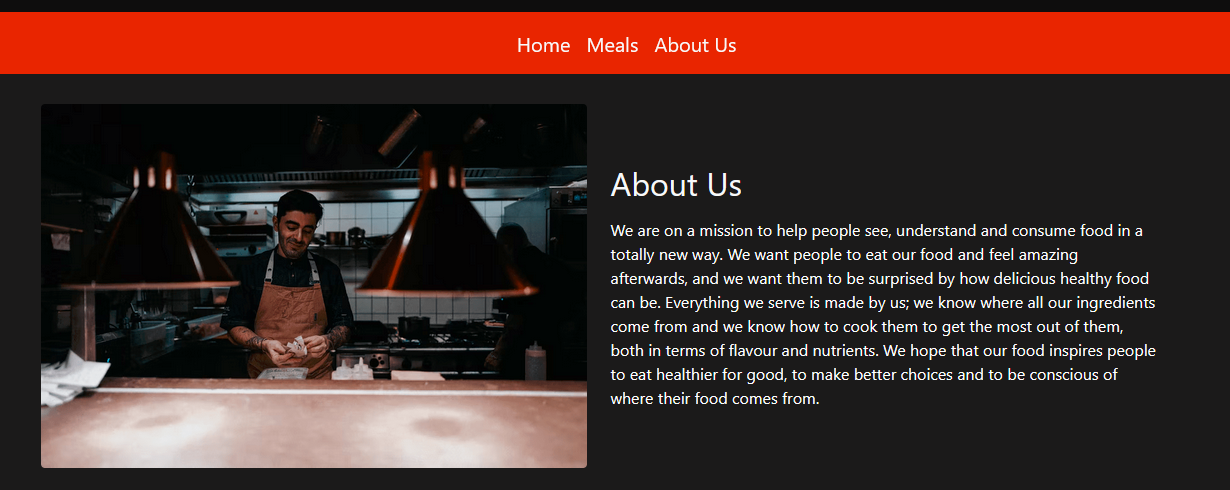 Home Meals About Us
About Us
We are on a mission to help people see, understand and consume food in a
totally new way. We want people to eat our food and feel amazing
afterwards, and we want them to be surprised by how delicious healthy food
can be. Everything we serve is made by us; we know where all our ingredients
come from and we know how to cook them to get the most out of them,
both in terms of flavour and nutrients. We hope that our food inspires people
to eat healthier for good, to make better choices and to be conscious of
where their food comes from.